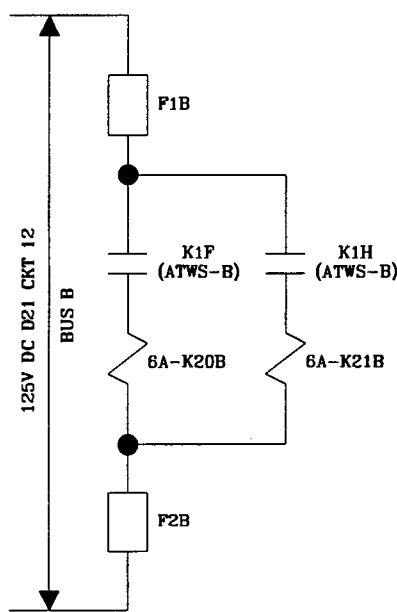 125V DC D21 CKT 12
BUS B
F1B
K1F
(ATWS-B)
K1H
(ATWS-B)
6A-K20B
6A-K21B
F2B